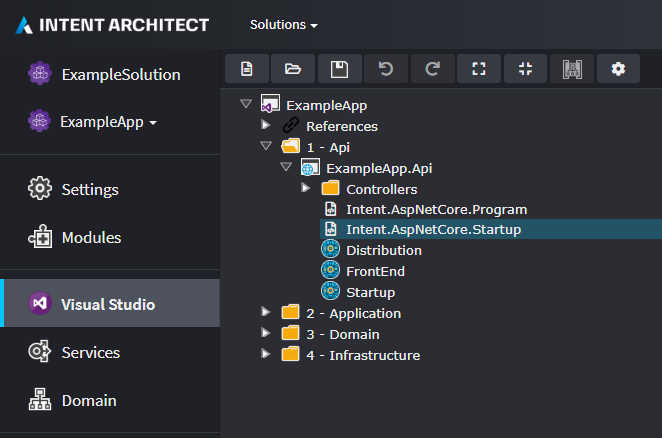 INTENT ARCHITECT
Solutions
ExampleSolution
ExampleApp
Settings
Modules
Visual Studio
Services
Domain
ExampleApp
References
1 - Api
ExampleApp.Api
Controllers
Intent.AspNetCore.Program
Intent.AspNetCore.Startup
Distribution
FrontEnd
Startup
2 - Application
3 - Domain
4 - Infrastructure